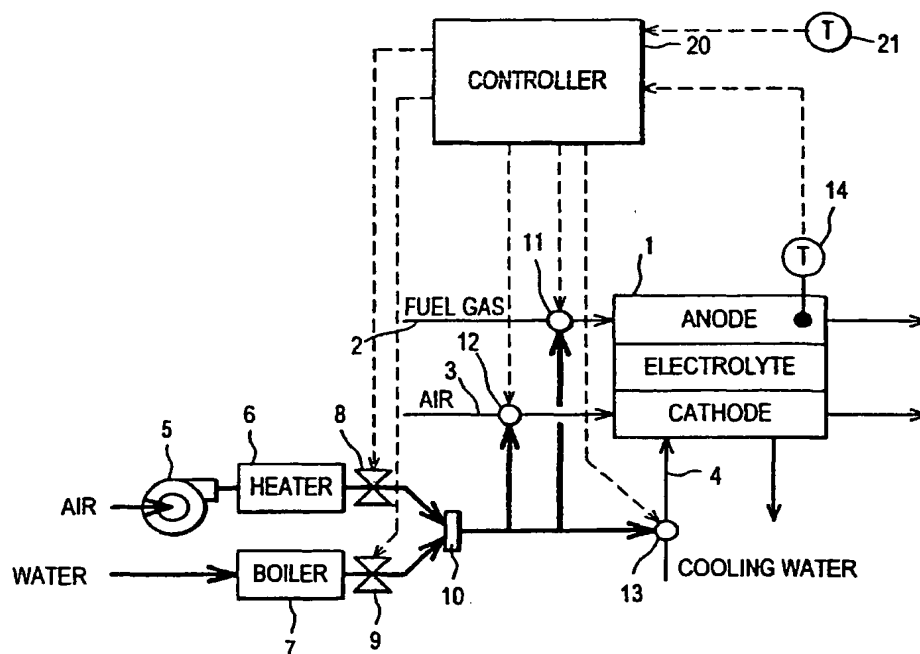 20
T
21
CONTROLLER
14
T
11
1
FUEL GAS
ANODE
2
12
ELECTROLYTE
AIR
3
CATHODE
5
6
8
4
HEATER
AIR
WATER
BOILER
10
13
COOLING WATER
7
9